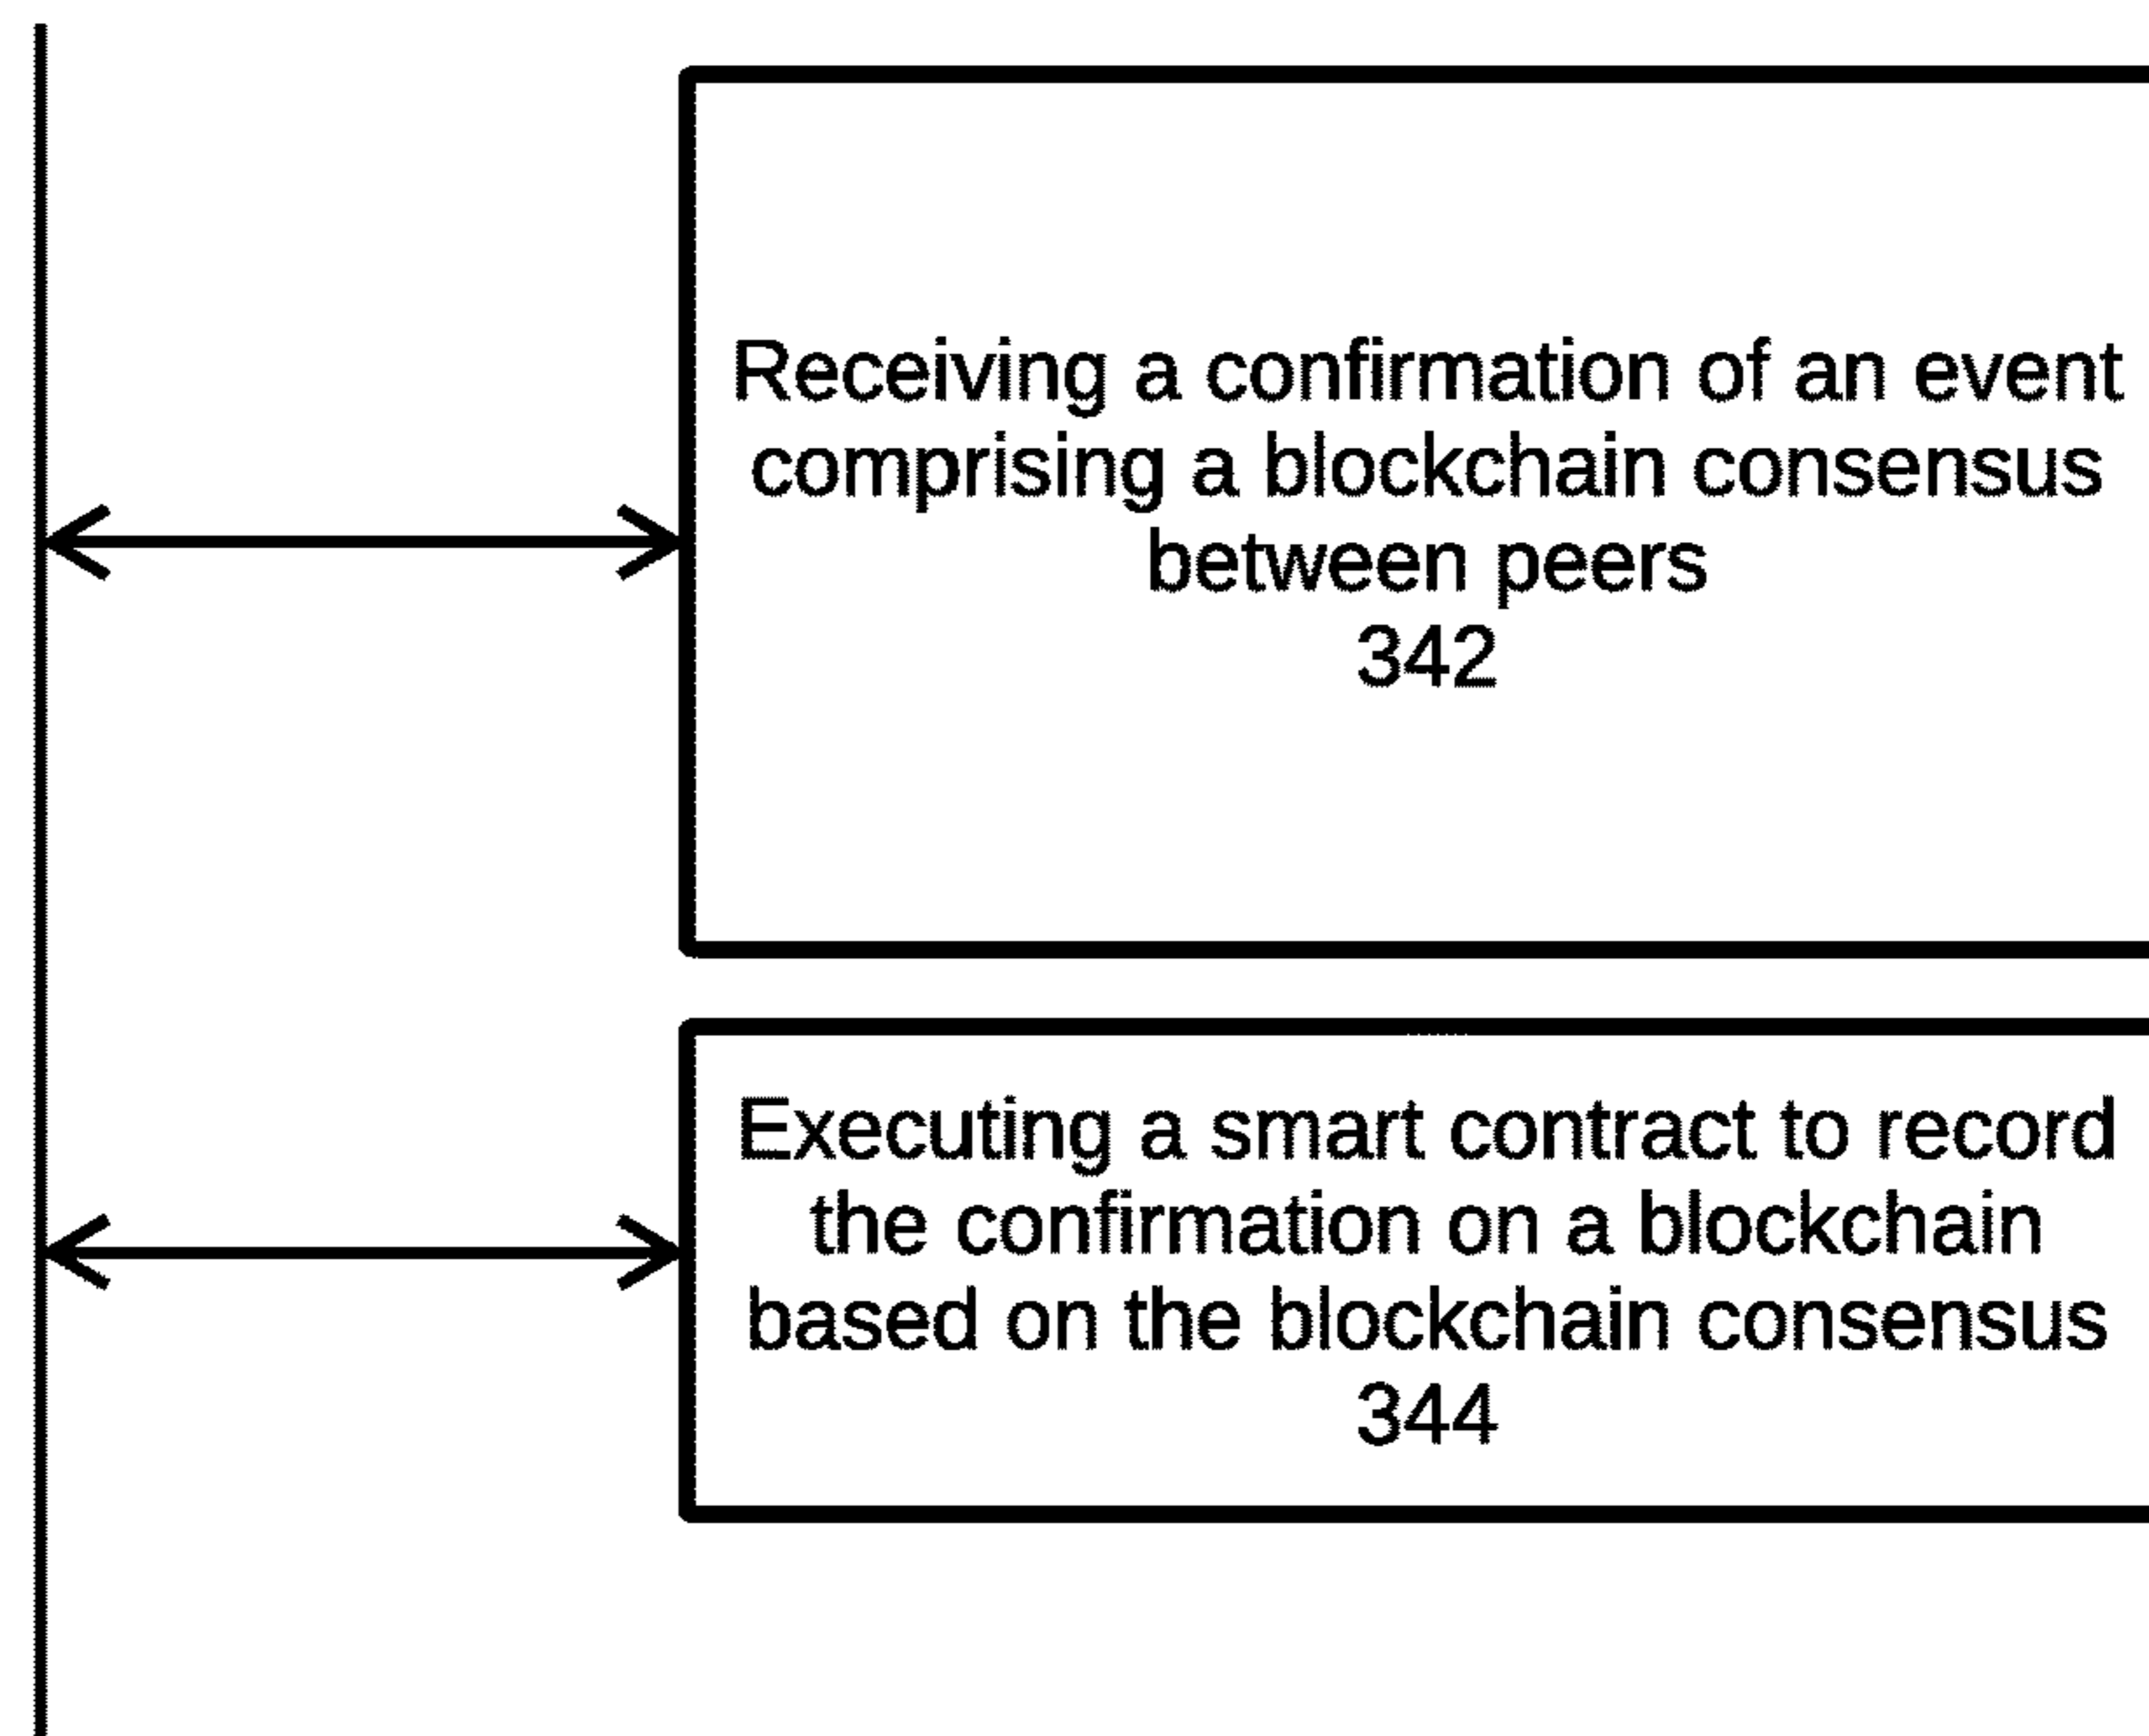 Receiving a confirmation of an event
comprising a blockchain consensus
between peers
342
Executing a smart contract to record
the confirmation on a blockchain
based on the blockchain consensus
344